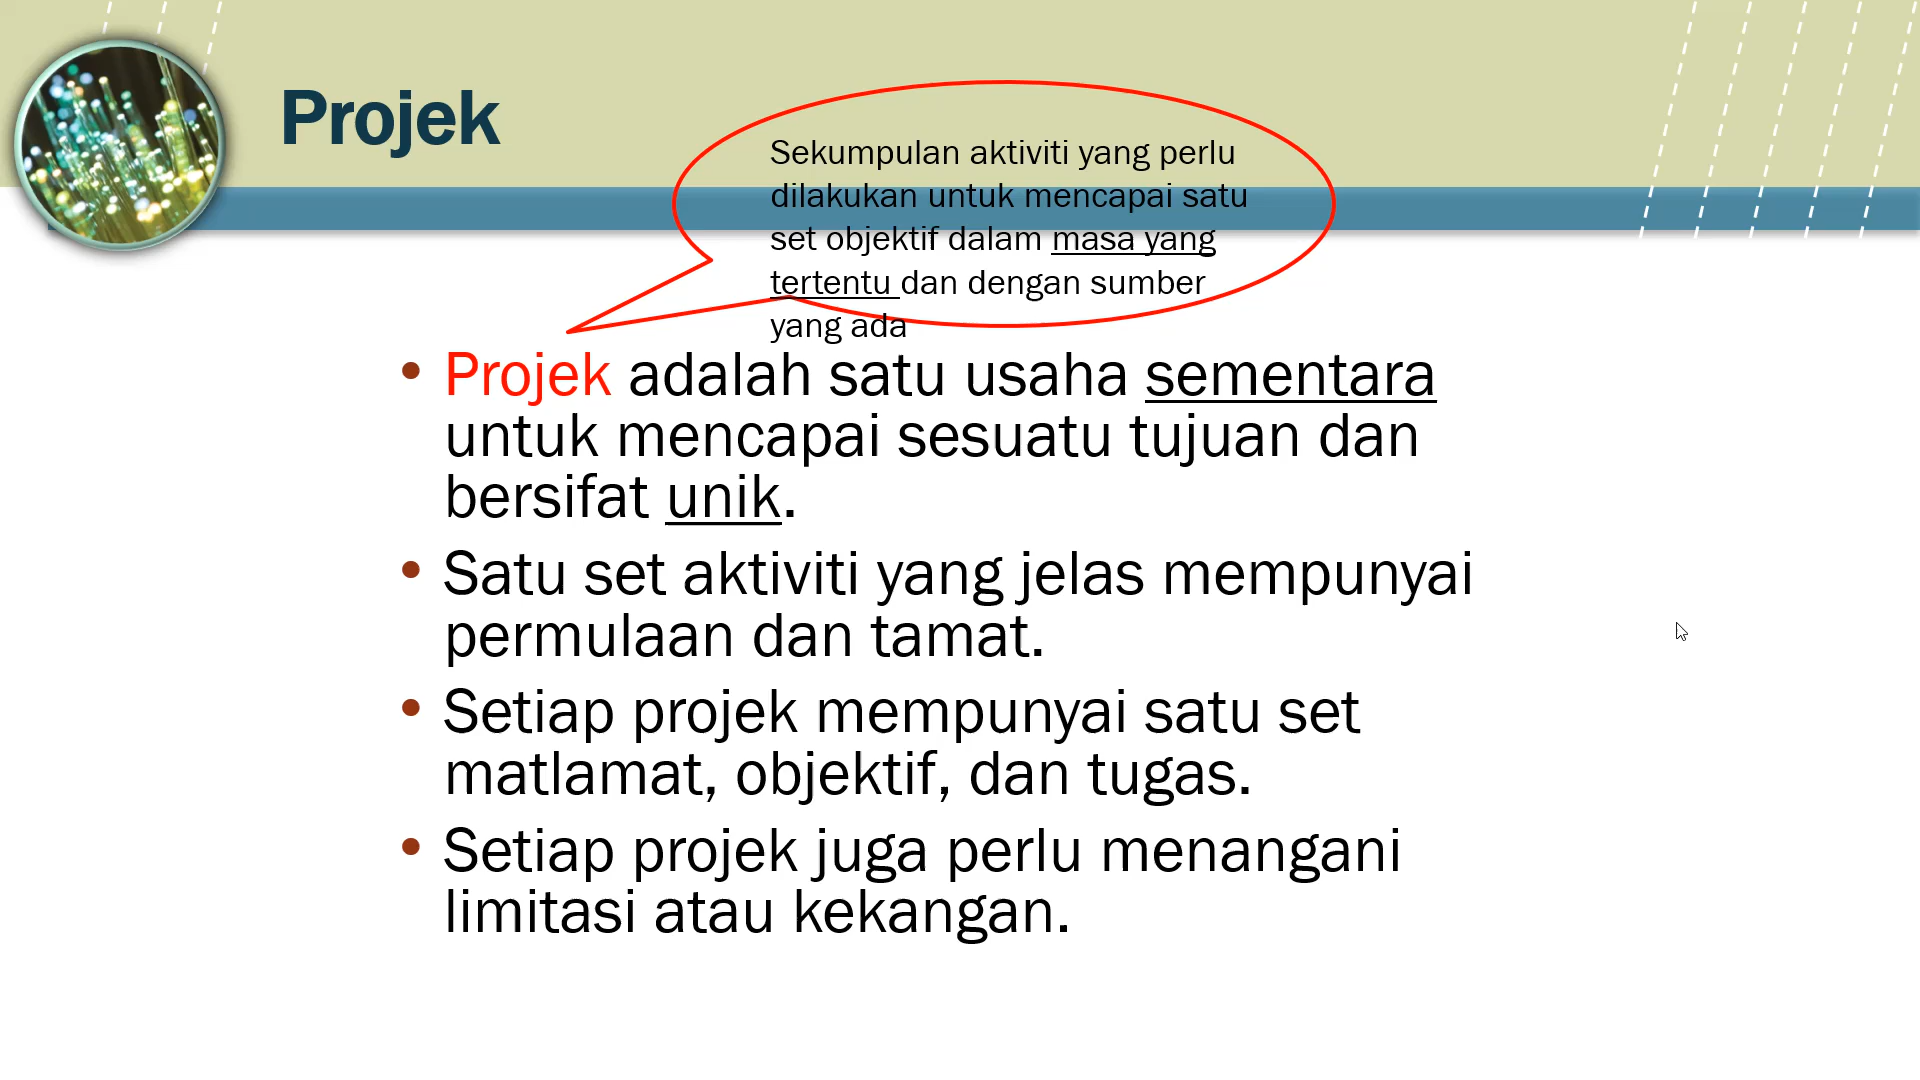 Projek
Sekumpulan aktiviti yang perlu
dilakukan untuk mencapai satu
set objektif dalam masa yang
tertentu dan dengan sumber
yang ada
• Projek adalah satu usaha sementara
untuk mencapai sesuatu tujuan dan
bersifat unik.
• Satu set aktiviti yang jelas mempunyai
permulaan dan tamat.
• Setiap projek mempunyai satu set
matlamat, objektif, dan tugas.
• Setiap projek juga perlu menangani
limitasi atau kekangan.